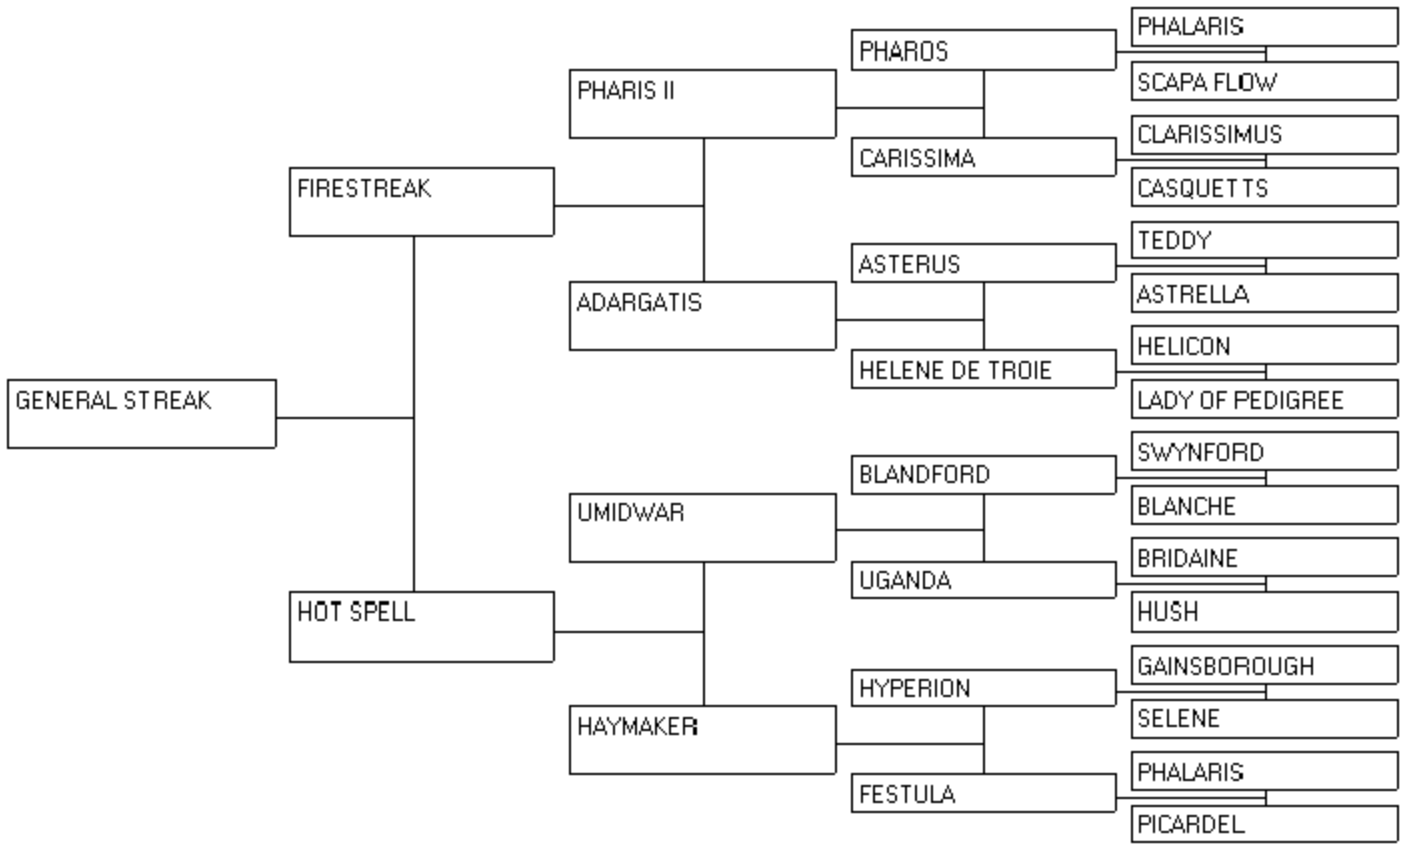 PHALARIS
PHAROS
SCAPA FLOW
PHARIS II
CLARISSIMUS
CARISSIMA
CASQUETTS
FIRESTREAK
TEDDY
ASTERUS
ASTRELLA
ADARGATIS
HELICON
HELENE DE TROIE
LADY OF PEDIGREE
GENERAL STREAK
SWYNFORD
BLANDFORD
BLANCHE
UMIDWAR
BRIDAINE
UGANDA
HUSH
HOT SPELL
GAINSBOROUGH
HYPERION
SELENE
HAYMAKER
PHALARIS
FESTULA
PICARDEL